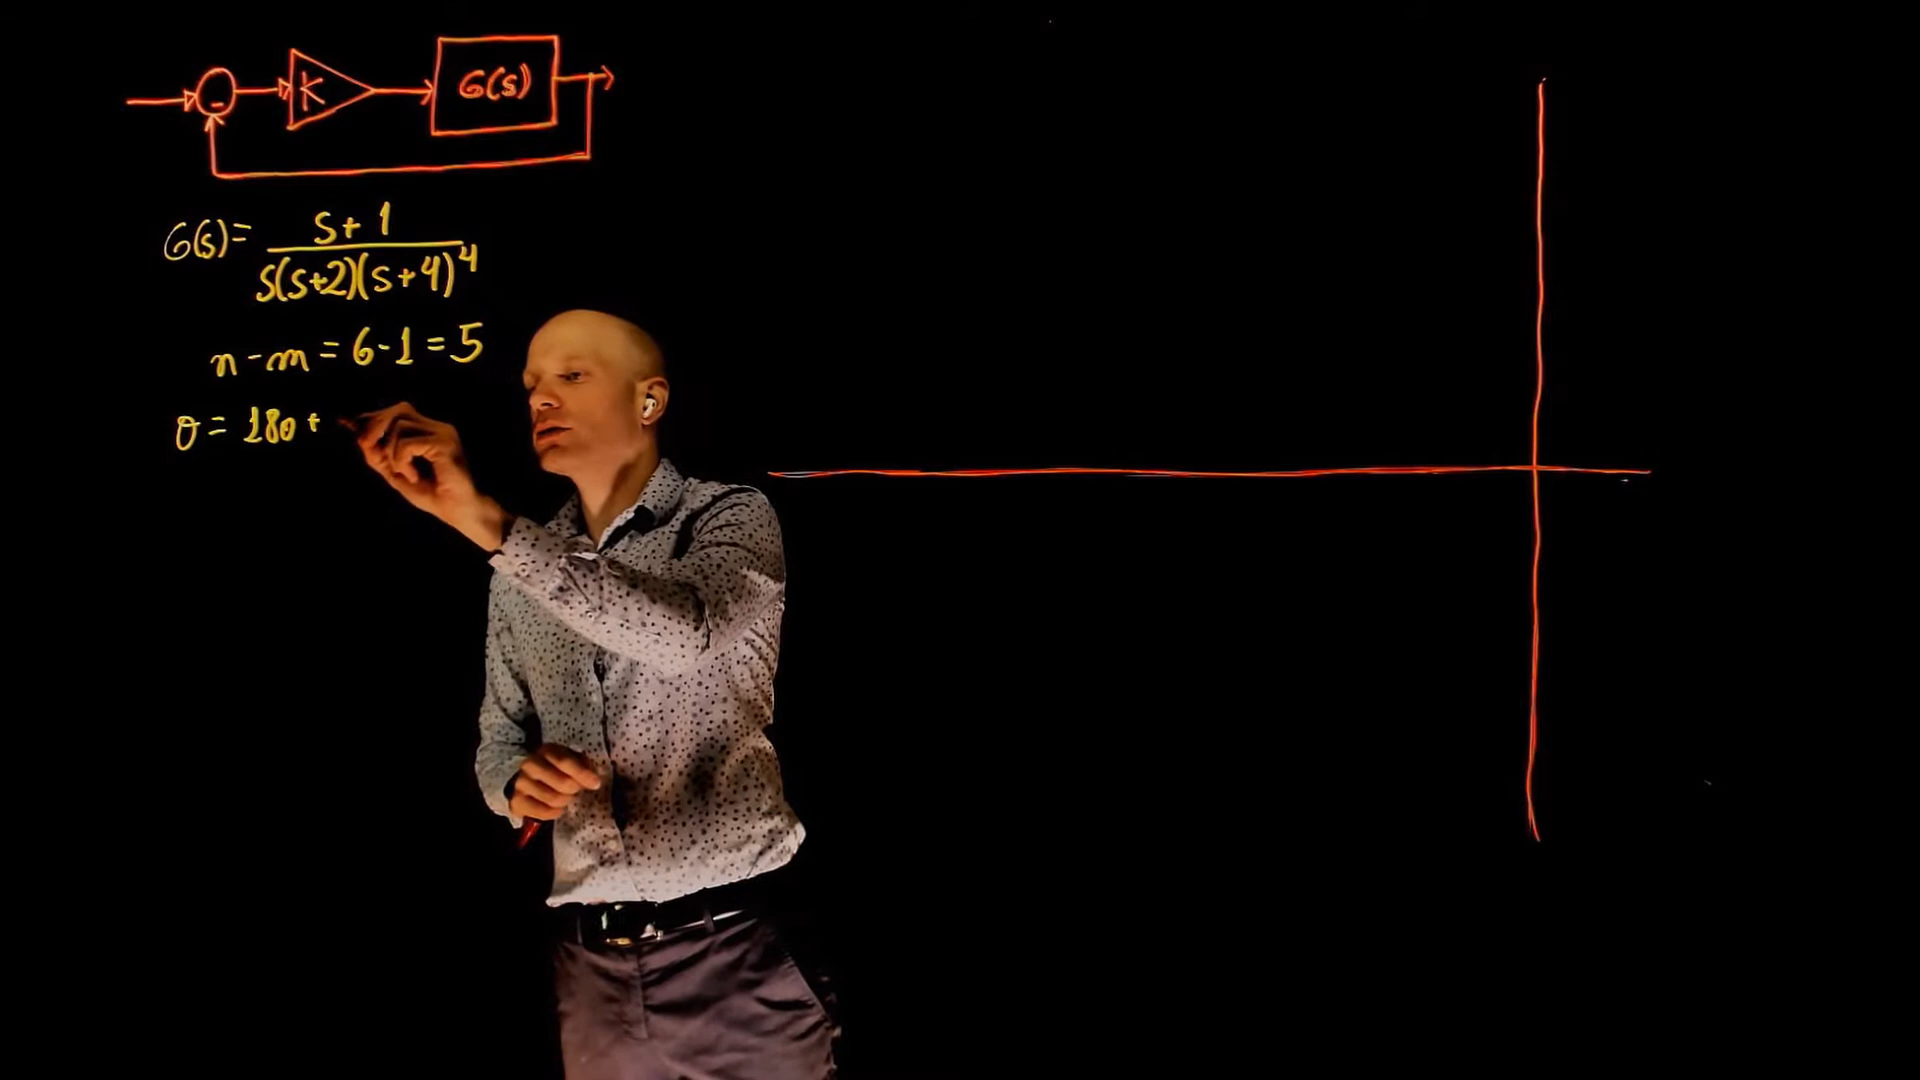 - K G(s)
G(s)= s+1 / s(s+2)(s+4)^4
n-m=6-1=5
θ=180+